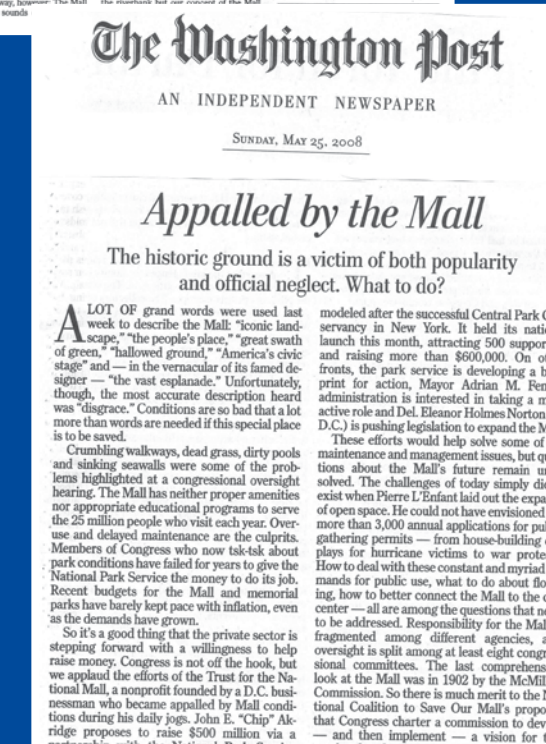 way, however: The Mall
the riverbank but our concept of the Mall
sounds
The Washington Post
AN INDEPENDENT NEWSPAPER
SUNDAY, MAY 25, 2008
Appalled by the Mall
The historic ground is a victim of both popularity
and official neglect. What to do?
A LOT OF grand words were used last
week to describe the Mall: “iconic land-
scape,” “the people’s place,” “great swath
of green,” “hallowed ground,” “America’s civic
stage” and — in the vernacular of its famed de-
signer — “the vast esplanade.” Unfortunately,
though, the most accurate description heard
was “disgrace.” Conditions are so bad that a lot
more than words are needed if this special place
is to be saved.
Crumbling walkways, dead grass, dirty pools
and sinking seawalls were some of the prob-
lems highlighted at a congressional oversight
hearing. The Mall has neither proper amenities
nor appropriate educational programs to serve
the 25 million people who visit each year. Over-
use and delayed maintenance are the culprits.
Members of Congress who now tsk-tsk about
park conditions have failed for years to give the
National Park Service the money to do its job.
Recent budgets for the Mall and memorial
parks have barely kept pace with inflation, even
as the demands have grown.
So it’s a good thing that the private sector is
stepping forward with a willingness to help
raise money. Congress is not off the hook, but
we applaud the efforts of the Trust for the Na-
tional Mall, a nonprofit founded by a D.C. busi-
nessman who became appalled by Mall condi-
tions during his daily jogs. John E. “Chip” Ak-
ridge proposes to raise $500 million via a
modeled after the successful Central Park C
servancy in New York. It held its nati
launch this month, attracting 500 suppor
and raising more than $600,000. On o
fronts, the park service is developing a b
print for action, Mayor Adrian M. Fen
administration is interested in taking a m
active role and Del. Eleanor Holmes Norton
D.C.) is pushing legislation to expand the M
These efforts would help solve some of
maintenance and management issues, but qu
tions about the Mall’s future remain un
solved. The challenges of today simply di
exist when Pierre L’Enfant laid out the expa
of open space. He could not have envisioned
more than 3,000 annual applications for pu
gathering permits — from house-building
plays for hurricane victims to war prote
How to deal with these constant and myriad
mands for public use, what to do about flo
ing, how to better connect the Mall to the
center — all are among the questions that ne
to be addressed. Responsibility for the Mal
fragmented among different agencies, a
oversight is split among at least eight congr
sional committees. The last comprehens
look at the Mall was in 1902 by the McMil
Commission. So there is much merit to the
tional Coalition to Save Our Mall’s propo
that Congress charter a commission to dev
— and then implement — a vision for t